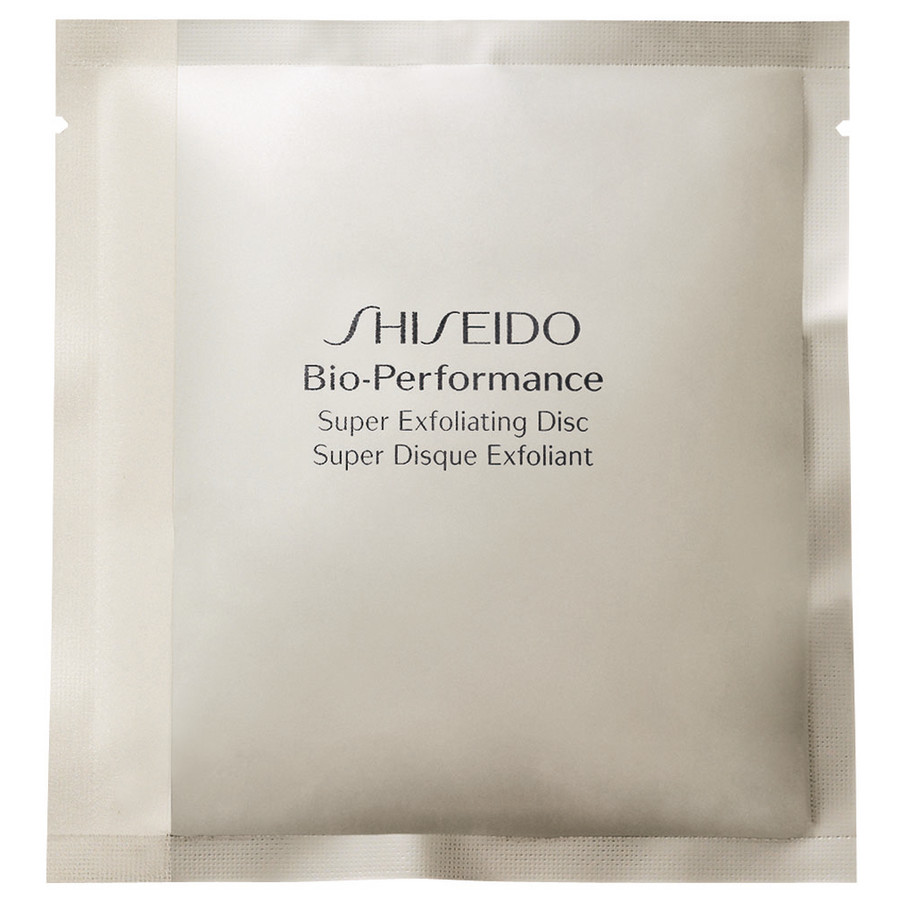 SHISEIDO
Bio-Performance
Super Exfoliating Disc
Super Disque Exfoliant